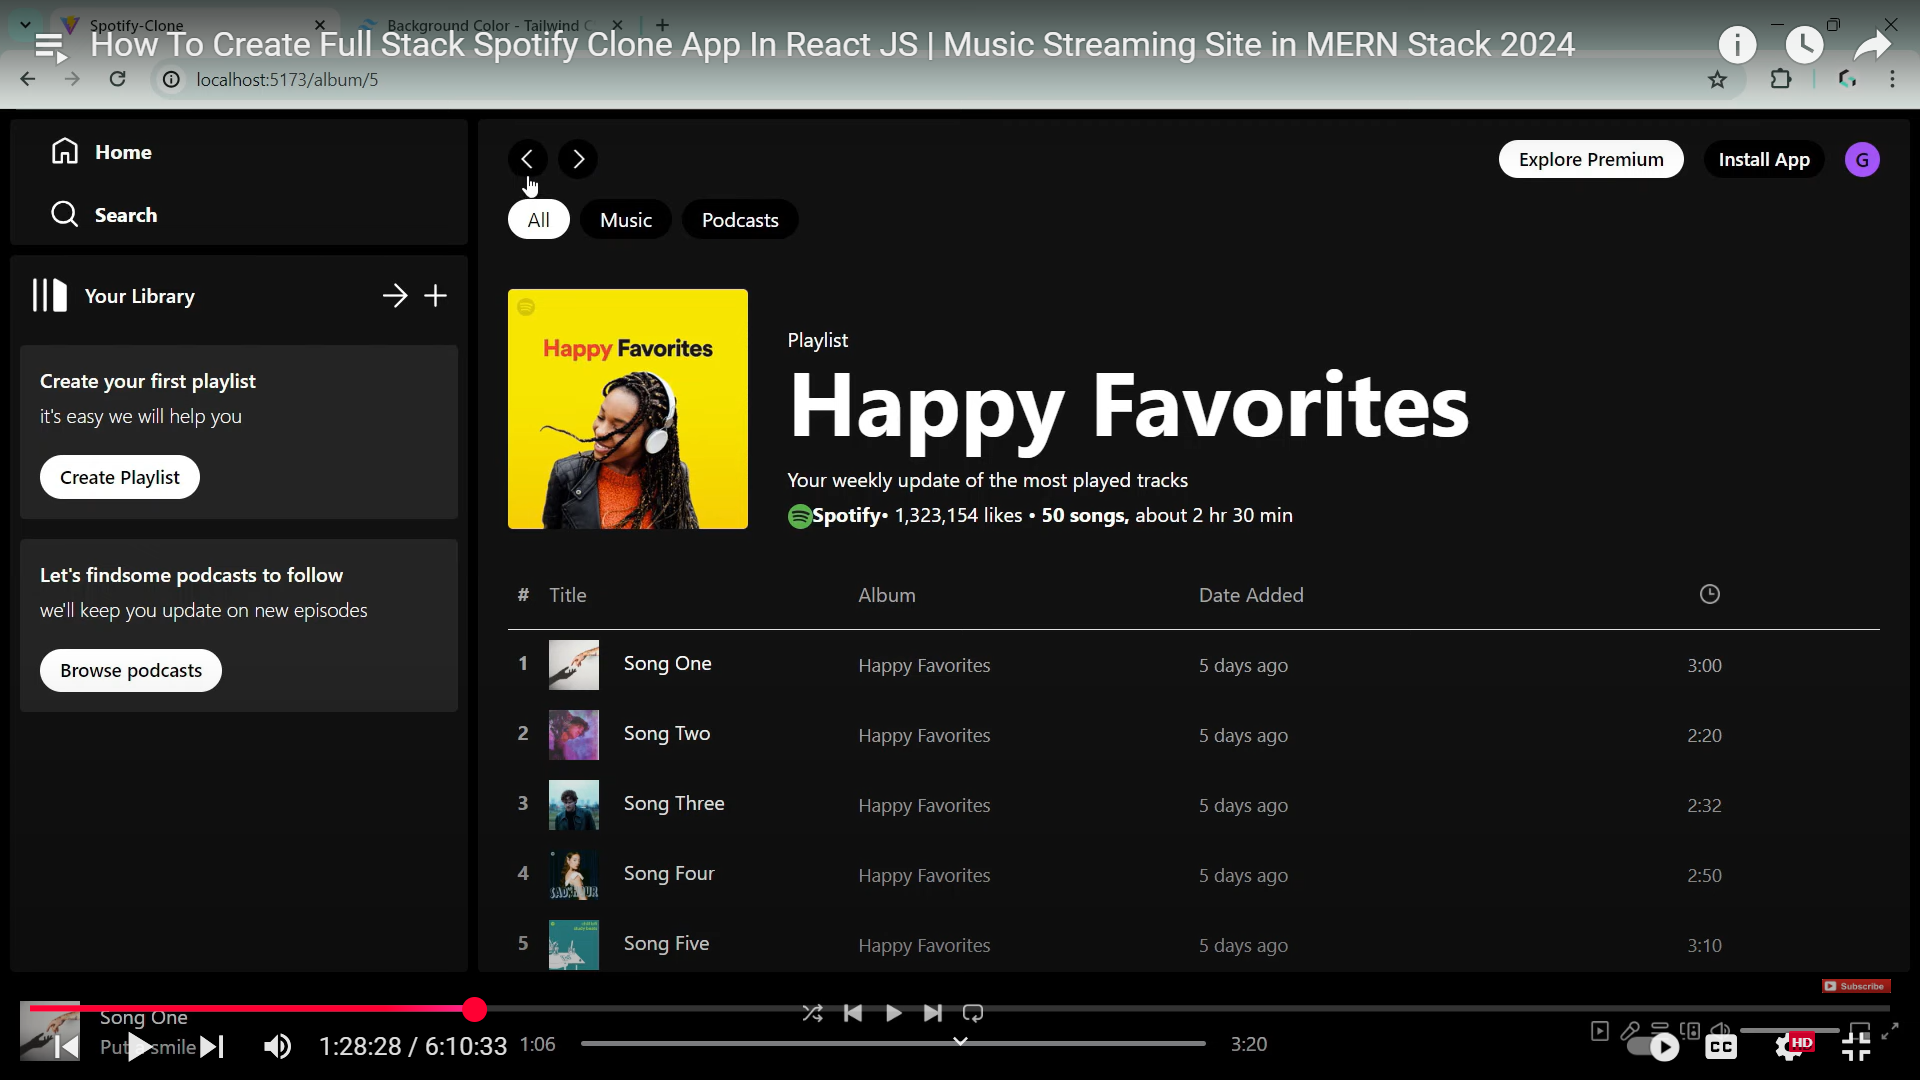 Spotify-Clone
Background Color - Tailwind C
How To Create Full Stack Spotify Clone App In React JS | Music Streaming Site in MERN Stack 2024
localhost:5173/album/5
Home
Search
Explore Premium
Install App
G
All
Music
Podcasts
Your Library
Create your first playlist
it's easy we will help you
Create Playlist
Let's findsome podcasts to follow
we'll keep you update on new episodes
Browse podcasts
Happy Favorites
Playlist
Happy Favorites
Your weekly update of the most played tracks
Spotify• 1,323,154 likes • 50 songs, about 2 hr 30 min
# Title Album Date Added
1 Song One Happy Favorites 5 days ago 3:00
2 Song Two Happy Favorites 5 days ago 2:20
3 Song Three Happy Favorites 5 days ago 2:32
4 Song Four Happy Favorites 5 days ago 2:50
5 Song Five Happy Favorites 5 days ago 3:10
Subscribe
Song One
Put smile
1:28:28 / 6:10:33
1:06
3:20
CC
HD